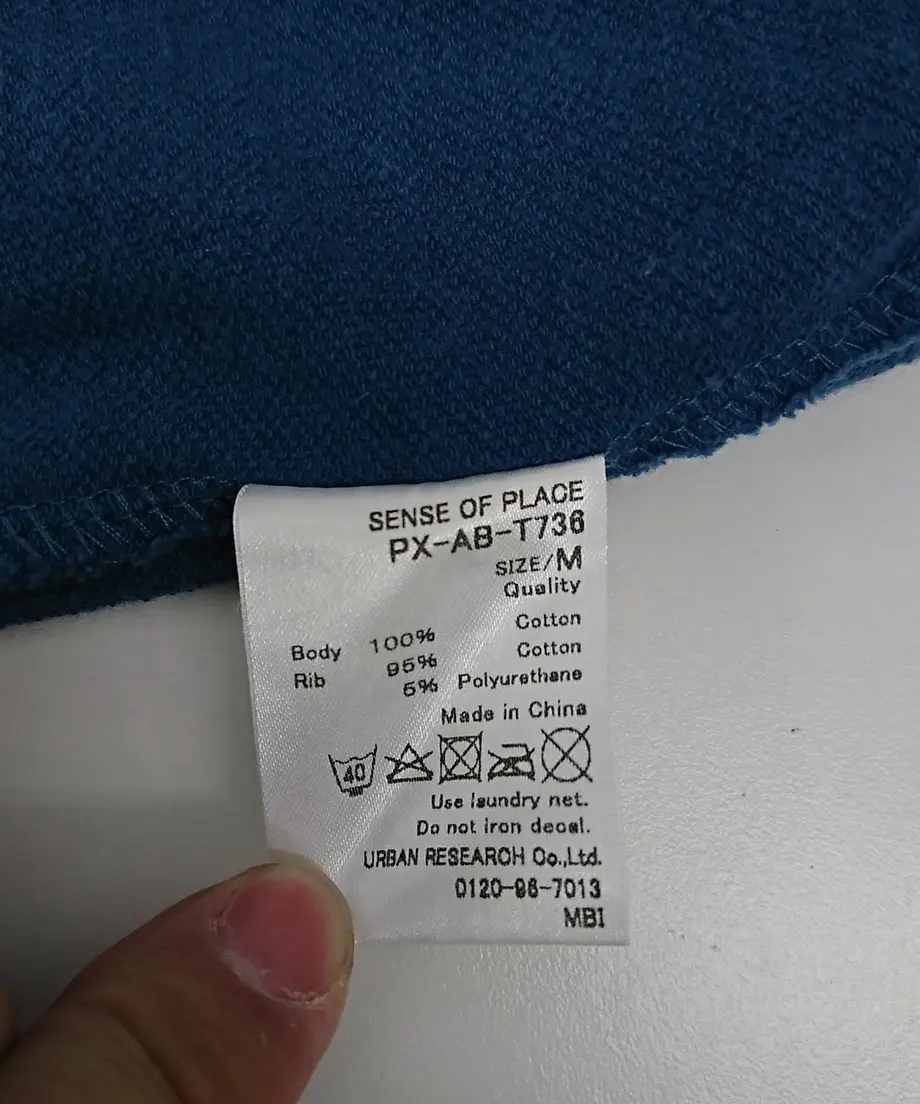 SENSE OF PLACE
PX-AB-T736
SIZE/M
Quality
Body 100% Cotton
Rib 95% Cotton
5% Polyurethane
Made in China
40
Use laundry net.
Do not iron decal.
URBAN RESEARCH Co.,Ltd.
0120-96-7013
MBI